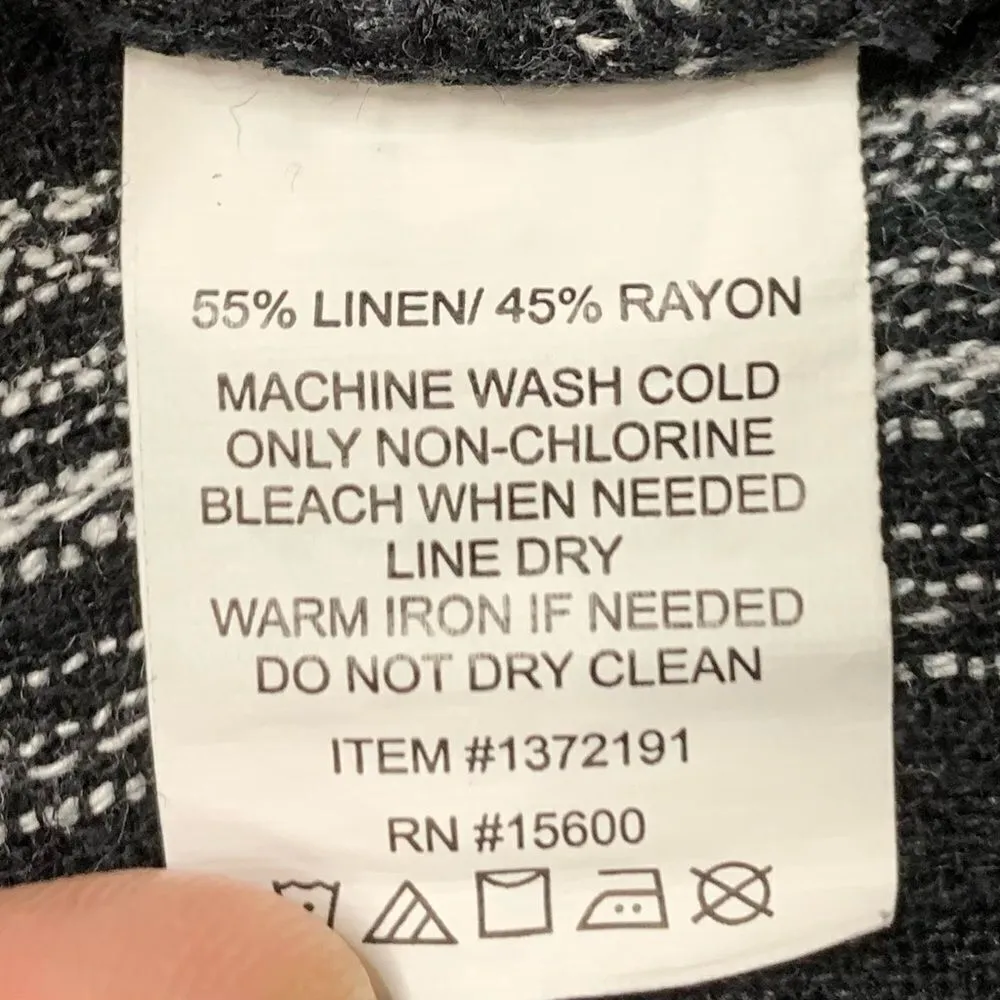 55% LINEN/ 45% RAYON
MACHINE WASH COLD
ONLY NON-CHLORINE
BLEACH WHEN NEEDED
LINE DRY
WARM IRON IF NEEDED
DO NOT DRY CLEAN
ITEM #1372191
RN #15600